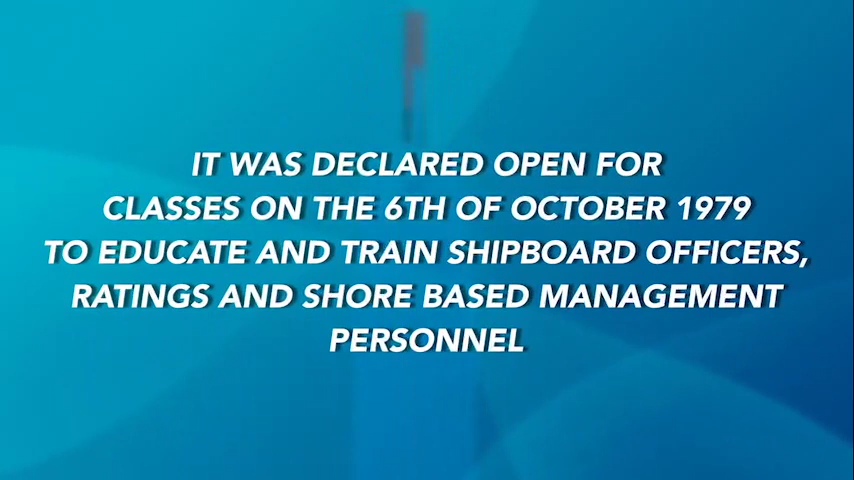 IT WAS DECLARED OPEN FOR
CLASSES ON THE 6TH OF OCTOBER 1979
TO EDUCATE AND TRAIN SHIPBOARD OFFICERS,
RATINGS AND SHORE BASED MANAGEMENT
PERSONNEL